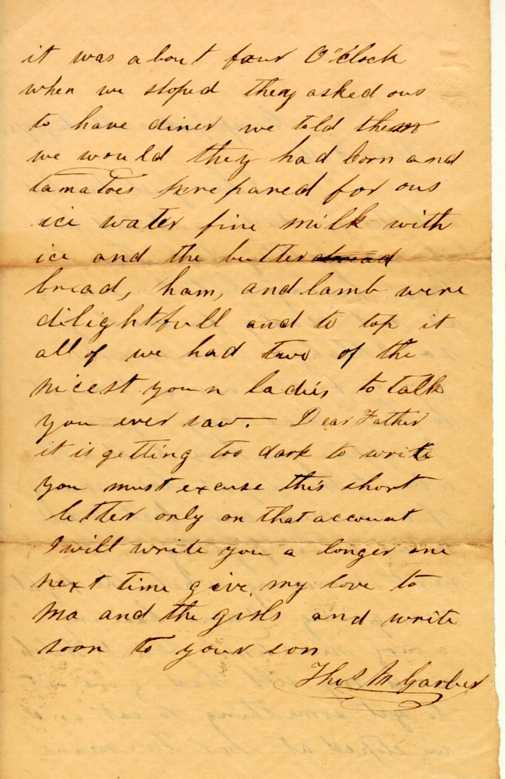 it was about four O'clock
when we stoped they asked ous
to have diner we told them
we would they had corn and
tamatoes prepared for ous
ice water fine milk with
ice and the butter
bread, ham, and lamb were
dilightfull and to top it
all of we had two of the
nicest youn ladies to talk
you ever saw. Dear Father
it is getting too dark to write
you must excuse this short
letter only on that account
I will write you a longer one
next time give my love to
Ma and the girls and write
soon to your son
Thos M Garber